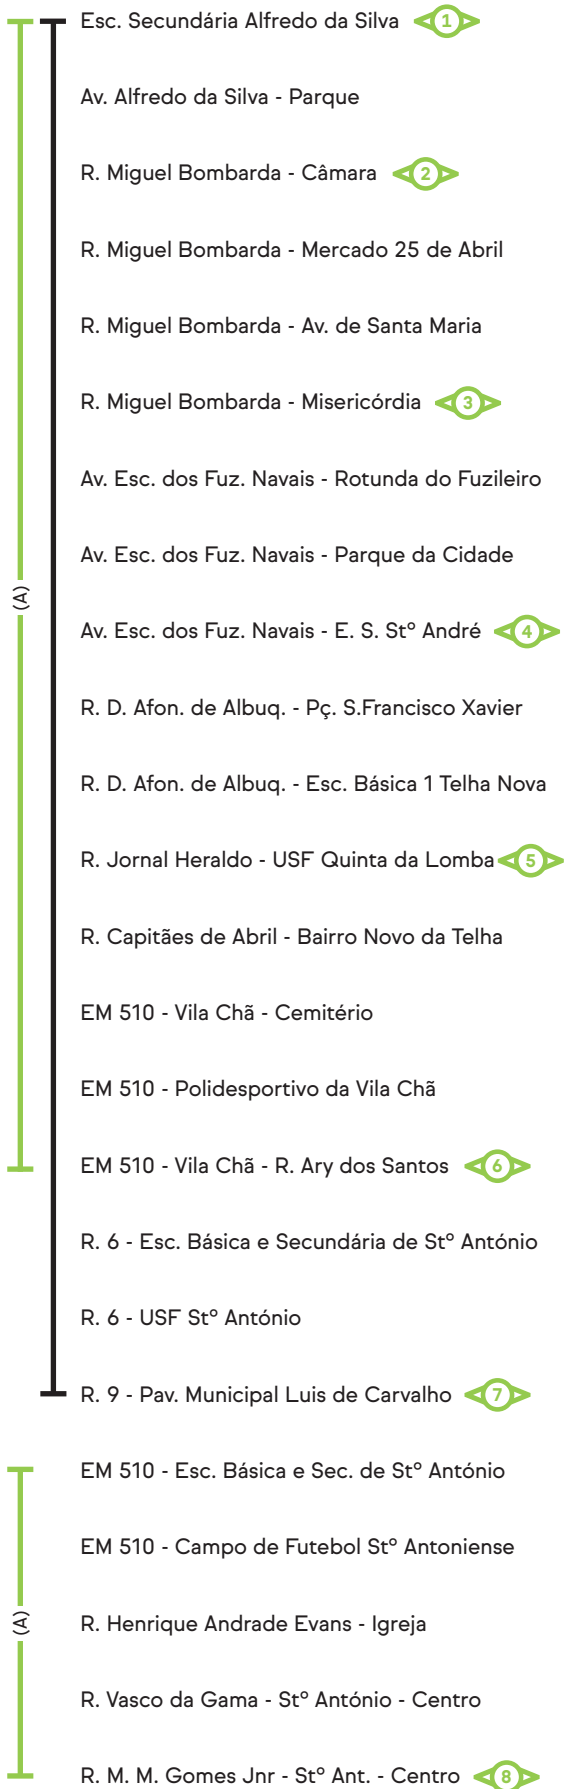 Esc. Secundária Alfredo da Silva 1
Av. Alfredo da Silva - Parque
R. Miguel Bombarda - Câmara 2
R. Miguel Bombarda - Mercado 25 de Abril
R. Miguel Bombarda - Av. de Santa Maria
R. Miguel Bombarda - Misericórdia 3
Av. Esc. dos Fuz. Navais - Rotunda do Fuzileiro
Av. Esc. dos Fuz. Navais - Parque da Cidade
(A)
Av. Esc. dos Fuz. Navais - E. S. Stº André 4
R. D. Afon. de Albuq. - Pç. S.Francisco Xavier
R. D. Afon. de Albuq. - Esc. Básica 1 Telha Nova
R. Jornal Heraldo - USF Quinta da Lomba 5
R. Capitães de Abril - Bairro Novo da Telha
EM 510 - Vila Chã - Cemitério
EM 510 - Polidesportivo da Vila Chã
EM 510 - Vila Chã - R. Ary dos Santos 6
R. 6 - Esc. Básica e Secundária de Stº António
R. 6 - USF Stº António
R. 9 - Pav. Municipal Luis de Carvalho 7
EM 510 - Esc. Básica e Sec. de Stº António
EM 510 - Campo de Futebol Stº Antoniense
(A)
R. Henrique Andrade Evans - Igreja
R. Vasco da Gama - Stº António - Centro
R. M. M. Gomes Jnr - Stº Ant. - Centro 8